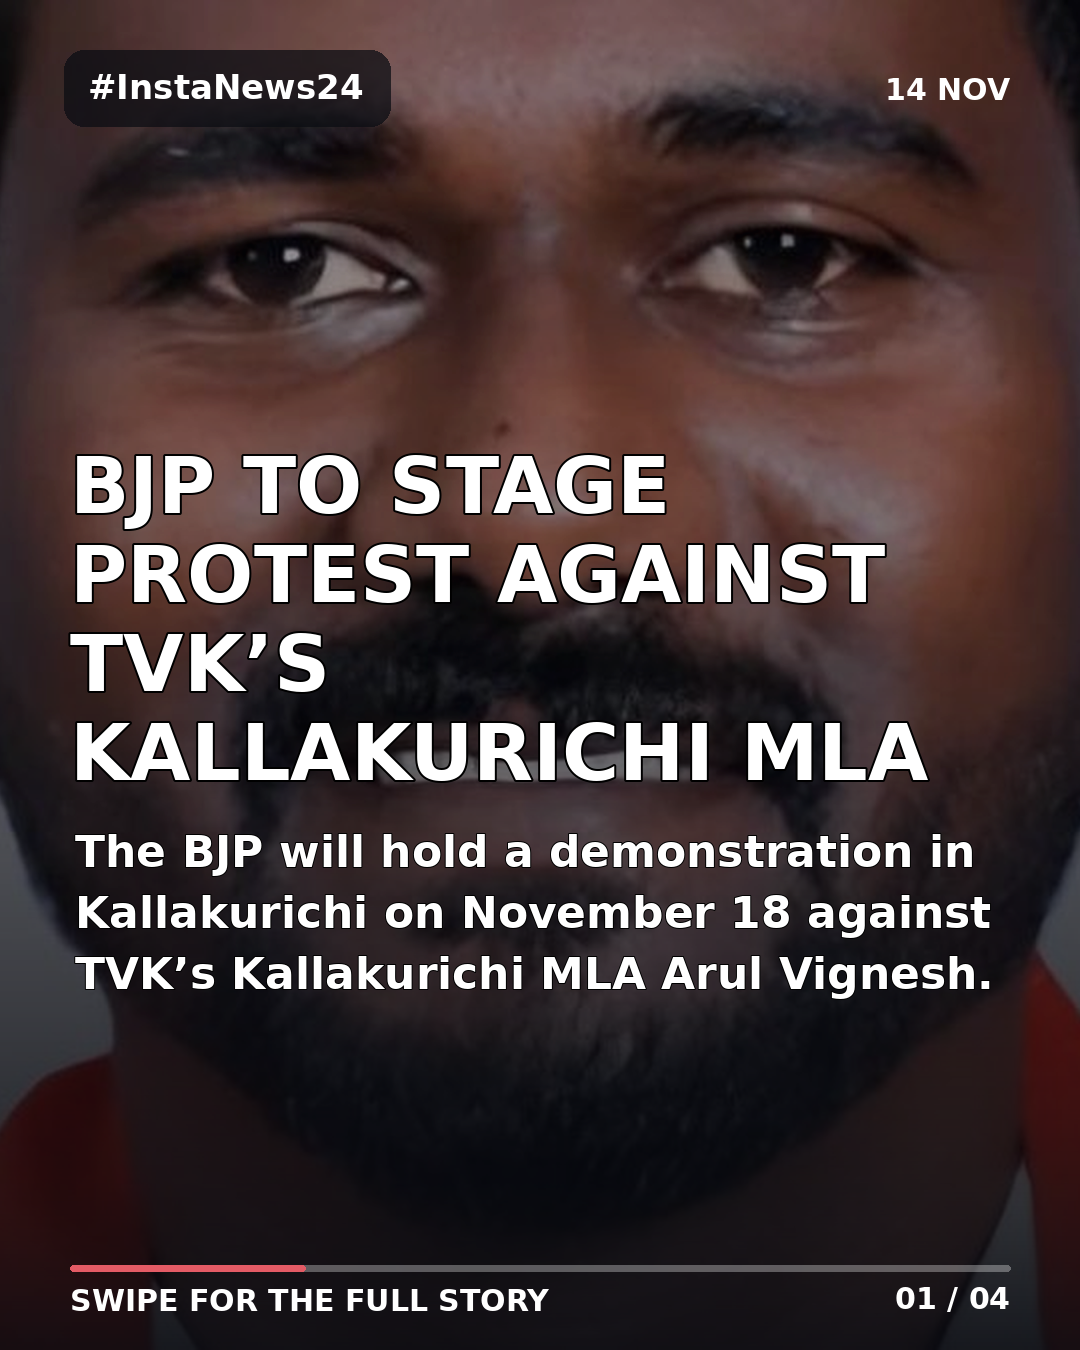 #InstaNews24
14 NOV
BJP TO STAGE
PROTEST AGAINST
TVK’S
KALLAKURICHI MLA
The BJP will hold a demonstration in
Kallakurichi on November 18 against
TVK’s Kallakurichi MLA Arul Vignesh.
SWIPE FOR THE FULL STORY
01 / 04